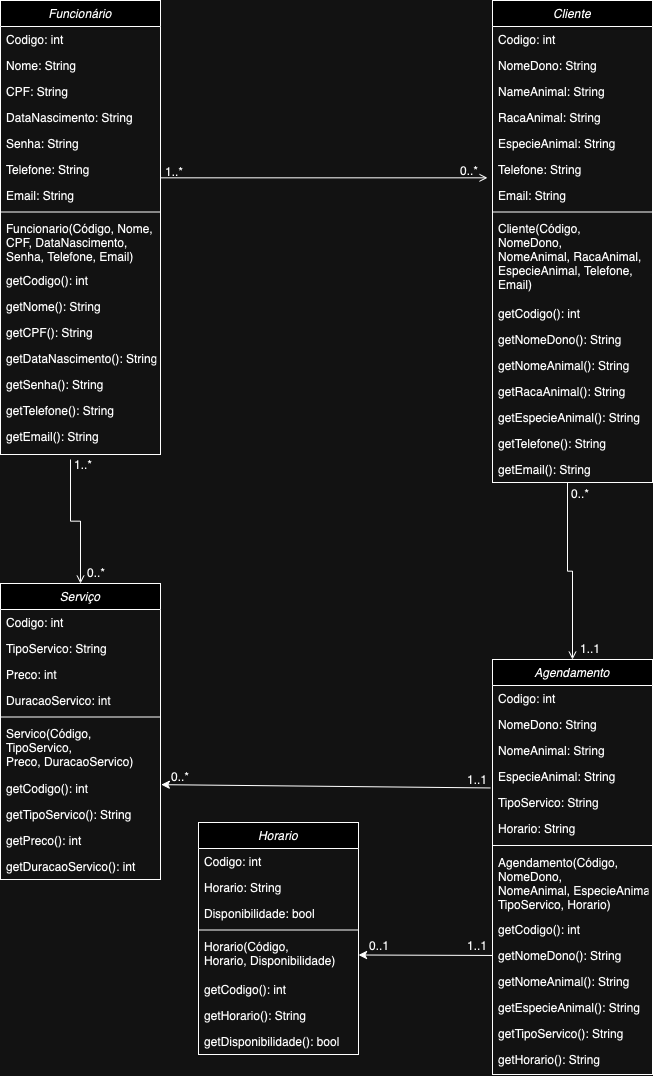 Funcionário
Codigo: int
Nome: String
CPF: String
DataNascimento: String
Senha: String
Telefone: String
Email: String
Funcionario(Código, Nome,
CPF, DataNascimento,
Senha, Telefone, Email)
getCodigo(): int
getNome(): String
getCPF(): String
getDataNascimento(): String
getSenha(): String
getTelefone(): String
getEmail(): String
1..*
0..*
Cliente
Codigo: int
NomeDono: String
NameAnimal: String
RacaAnimal: String
EspecieAnimal: String
Telefone: String
Email: String
Cliente(Código,
NomeDono,
NomeAnimal, RacaAnimal,
EspecieAnimal, Telefone,
Email)
getCodigo(): int
getNomeDono(): String
getNomeAnimal(): String
getRacaAnimal(): String
getEspecieAnimal(): String
getTelefone(): String
getEmail(): String
1..*
0..*
0..*
1..1
Serviço
Codigo: int
TipoServico: String
Preco: int
DuracaoServico: int
Servico(Código,
TipoServico,
Preco, DuracaoServico)
getCodigo(): int
getTipoServico(): String
getPreco(): int
getDuracaoServico(): int
0..*
1..1
Agendamento
Codigo: int
NomeDono: String
NomeAnimal: String
EspecieAnimal: String
TipoServico: String
Horario: String
Agendamento(Código,
NomeDono,
NomeAnimal, EspecieAnima
TipoServico, Horario)
getCodigo(): int
getNomeDono(): String
getNomeAnimal(): String
getEspecieAnimal(): String
getTipoServico(): String
getHorario(): String
Horario
Codigo: int
Horario: String
Disponibilidade: bool
Horario(Código,
Horario, Disponibilidade)
getCodigo(): int
getHorario(): String
getDisponibilidade(): bool
0..1
1..1